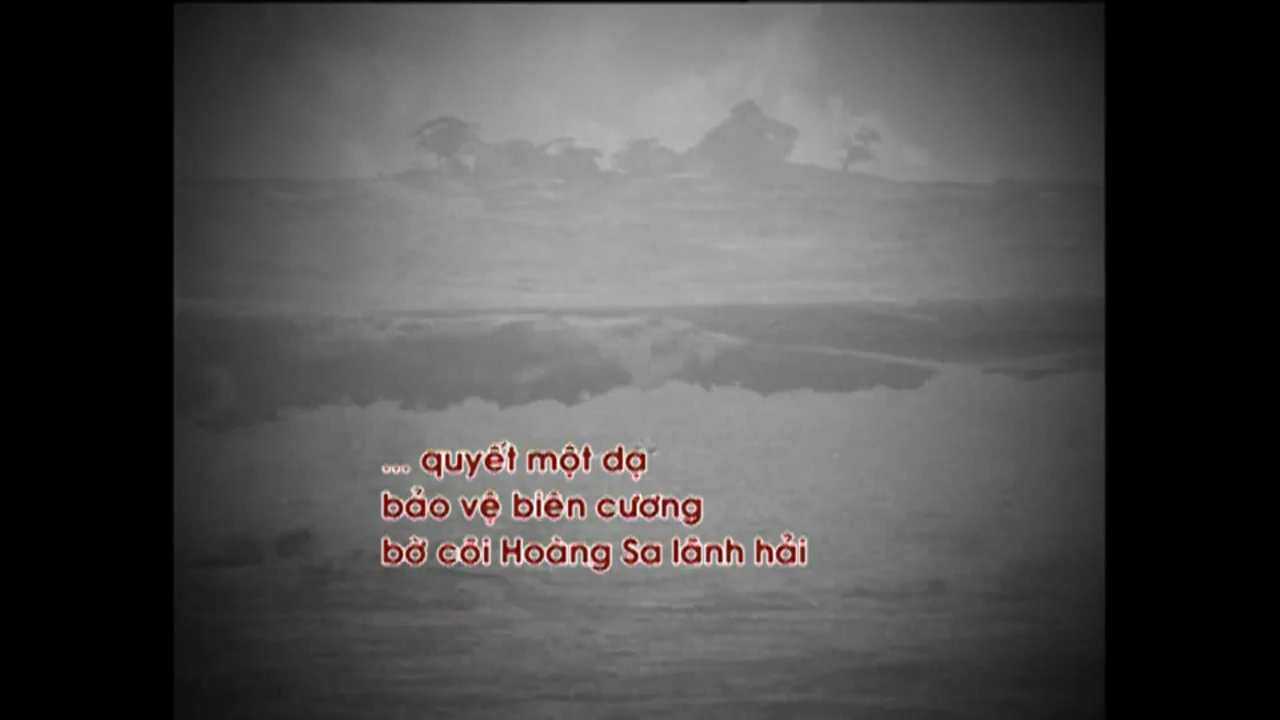 ... quyết một dạ
bảo vệ biên cương
bờ cõi Hoàng Sa lãnh hải